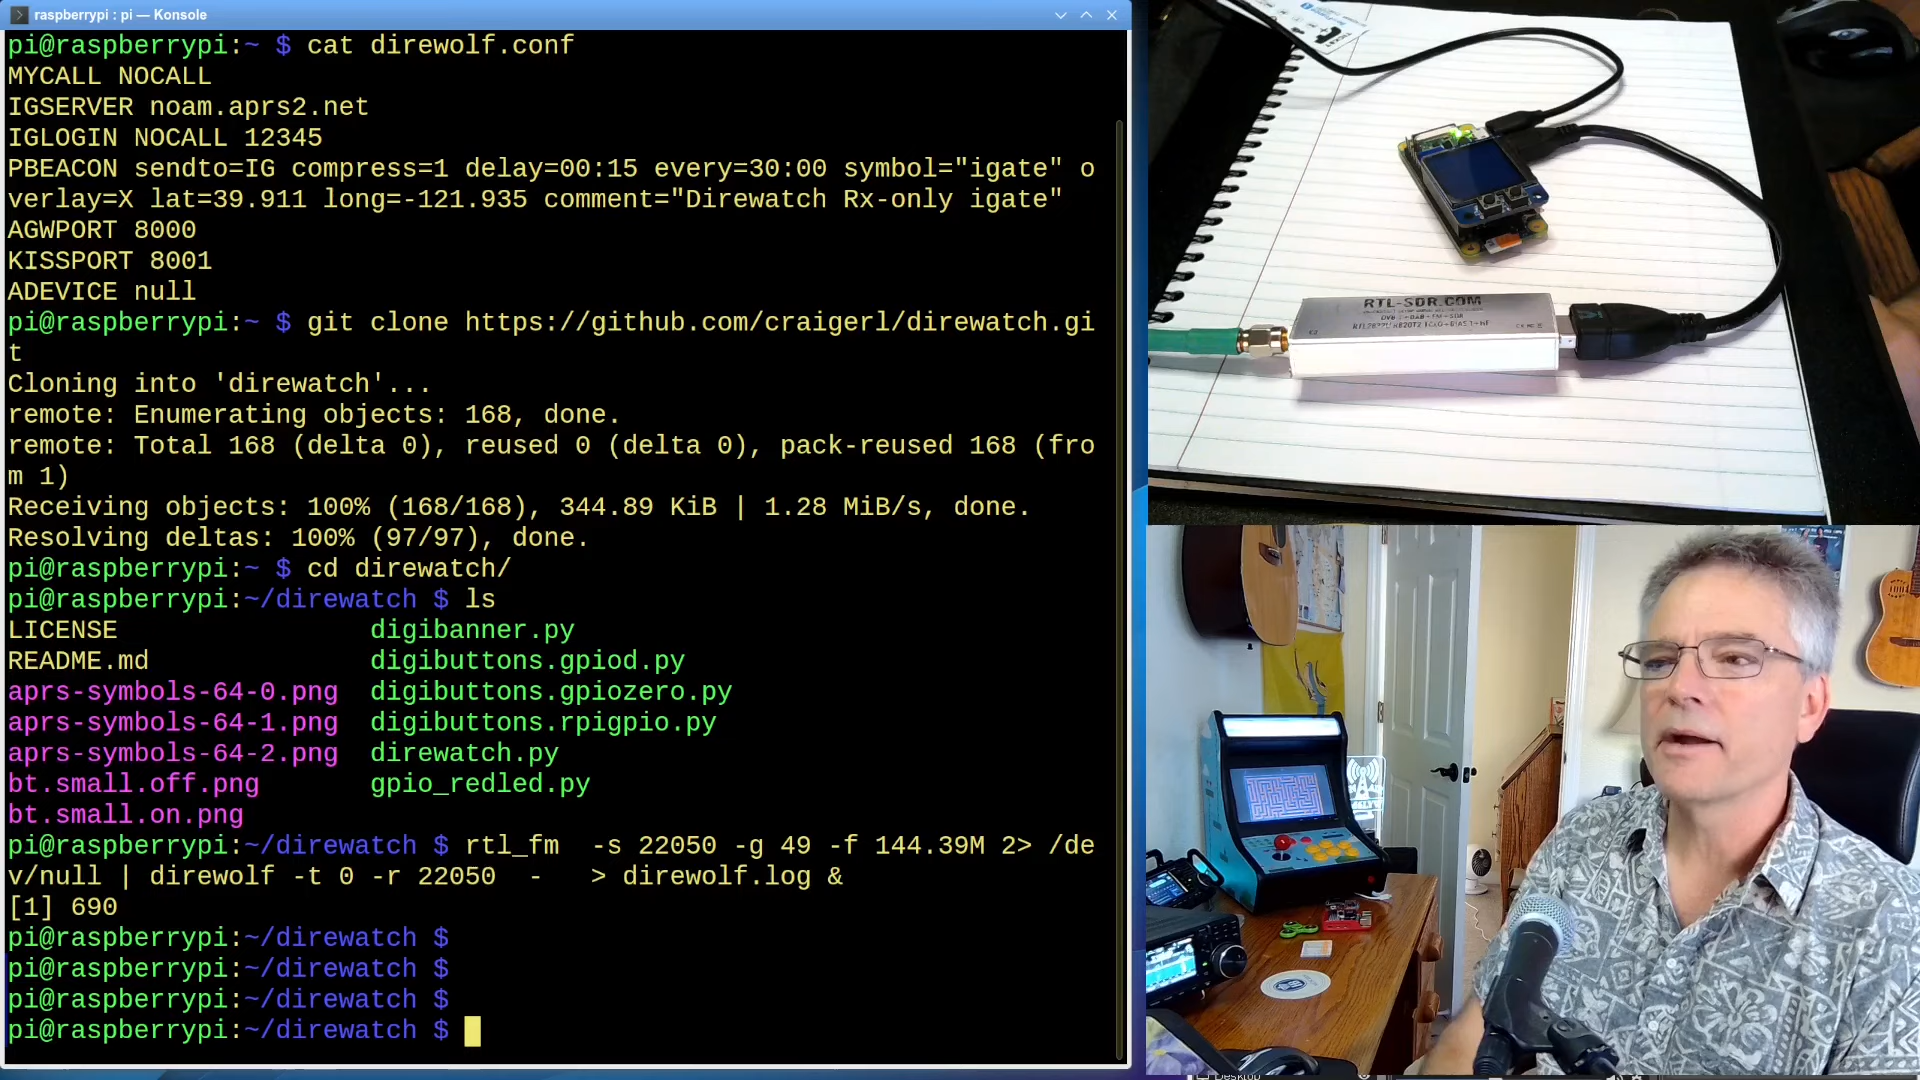 raspberrypi : pi — Konsole
pi@raspberrypi:~ $ cat direwolf.conf
MYCALL NOCALL
IGSERVER noam.aprs2.net
IGLOGIN NOCALL 12345
PBEACON sendto=IG compress=1 delay=00:15 every=30:00 symbol="igate" o
verlay=X lat=39.911 long=-121.935 comment="Direwatch Rx-only igate"
AGWPORT 8000
KISSPORT 8001
ADEVICE null
pi@raspberrypi:~ $ git clone https://github.com/craigerl/direwatch.gi
t
Cloning into 'direwatch'...
remote: Enumerating objects: 168, done.
remote: Total 168 (delta 0), reused 0 (delta 0), pack-reused 168 (fro
m 1)
Receiving objects: 100% (168/168), 344.89 KiB | 1.28 MiB/s, done.
Resolving deltas: 100% (97/97), done.
pi@raspberrypi:~ $ cd direwatch/
pi@raspberrypi:~/direwatch $ ls
LICENSE digibanner.py
README.md digibuttons.gpiod.py
aprs-symbols-64-0.png digibuttons.gpiozero.py
aprs-symbols-64-1.png digibuttons.rpigpio.py
aprs-symbols-64-2.png direwatch.py
bt.small.off.png gpio_redled.py
bt.small.on.png
pi@raspberrypi:~/direwatch $ rtl_fm  -s 22050 -g 49 -f 144.39M 2> /de
v/null | direwolf -t 0 -r 22050  -   > direwolf.log &
[1] 690
pi@raspberrypi:~/direwatch $
pi@raspberrypi:~/direwatch $
pi@raspberrypi:~/direwatch $
pi@raspberrypi:~/direwatch $
RTL-SDR.COM